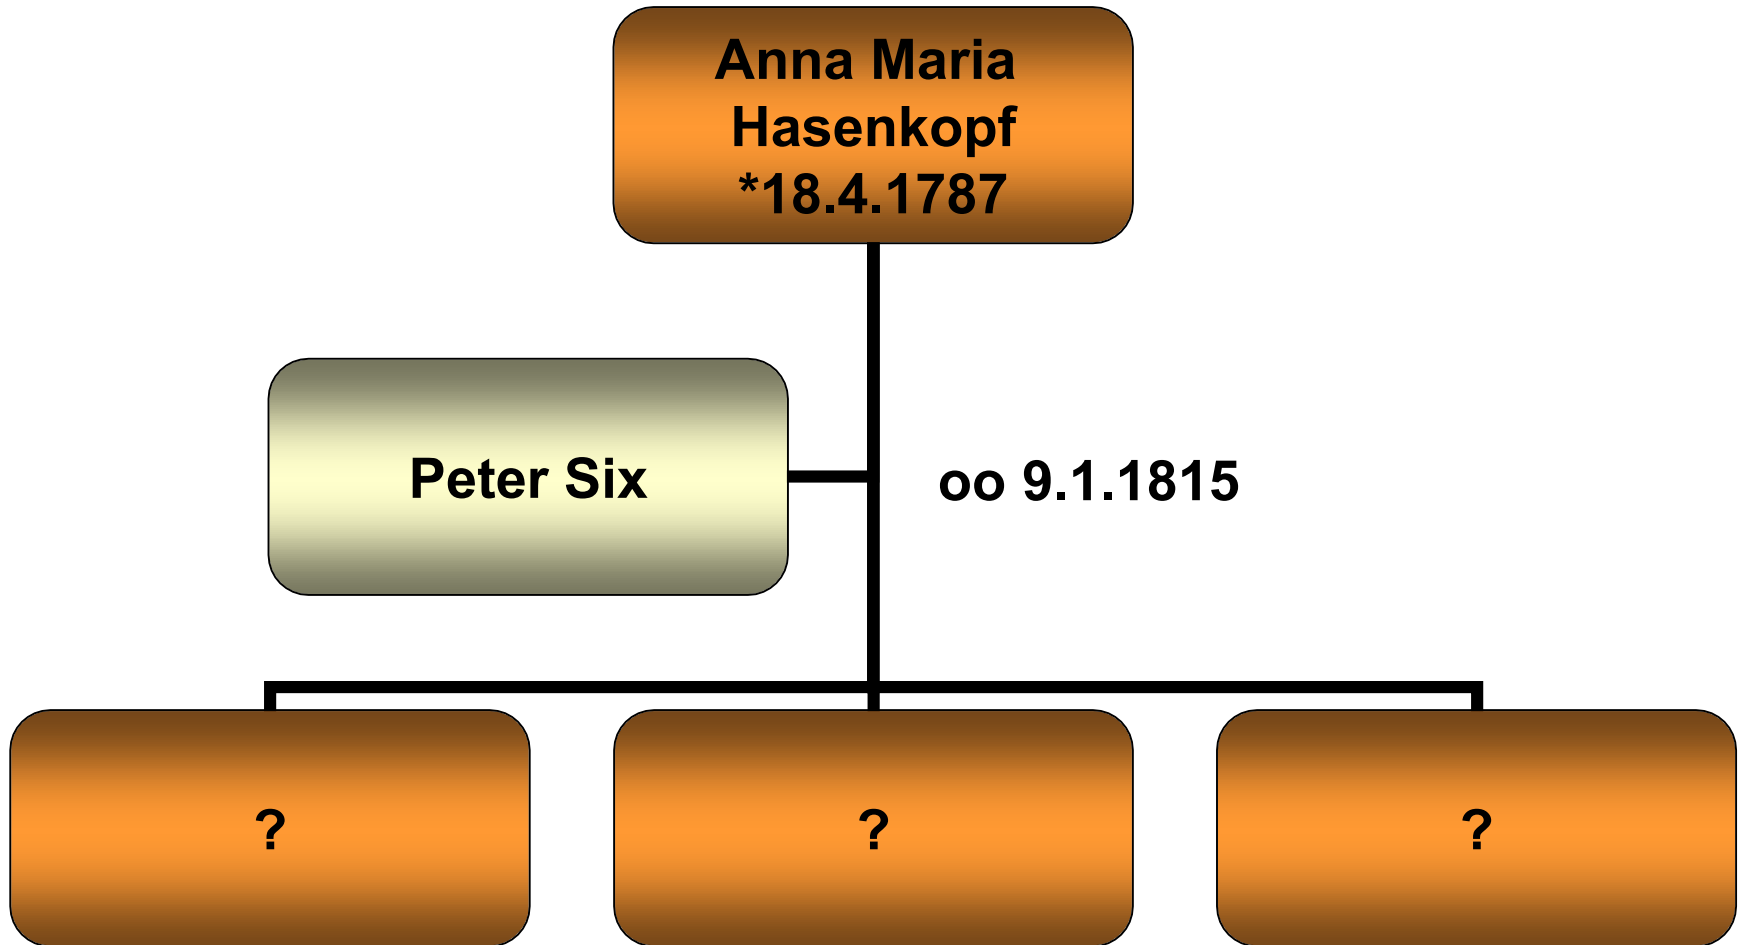 Anna Maria
Hasenkopf
*18.4.1787
Peter Six
oo 9.1.1815
?
?
?